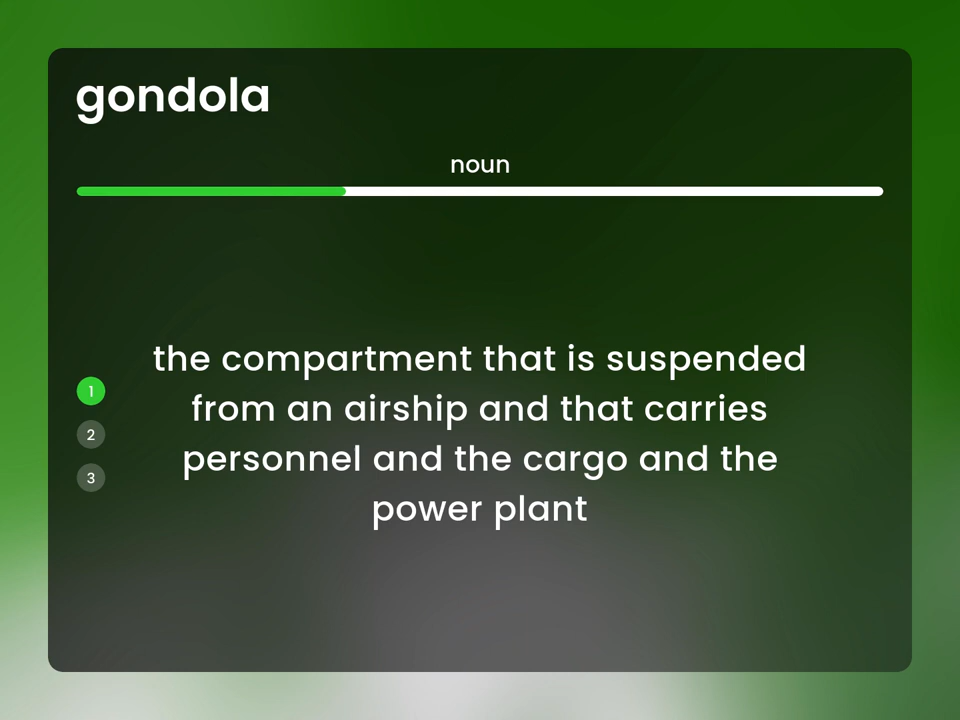 gondola
noun
the compartment that is suspended
from an airship and that carries
personnel and the cargo and the
power plant
1
2
3